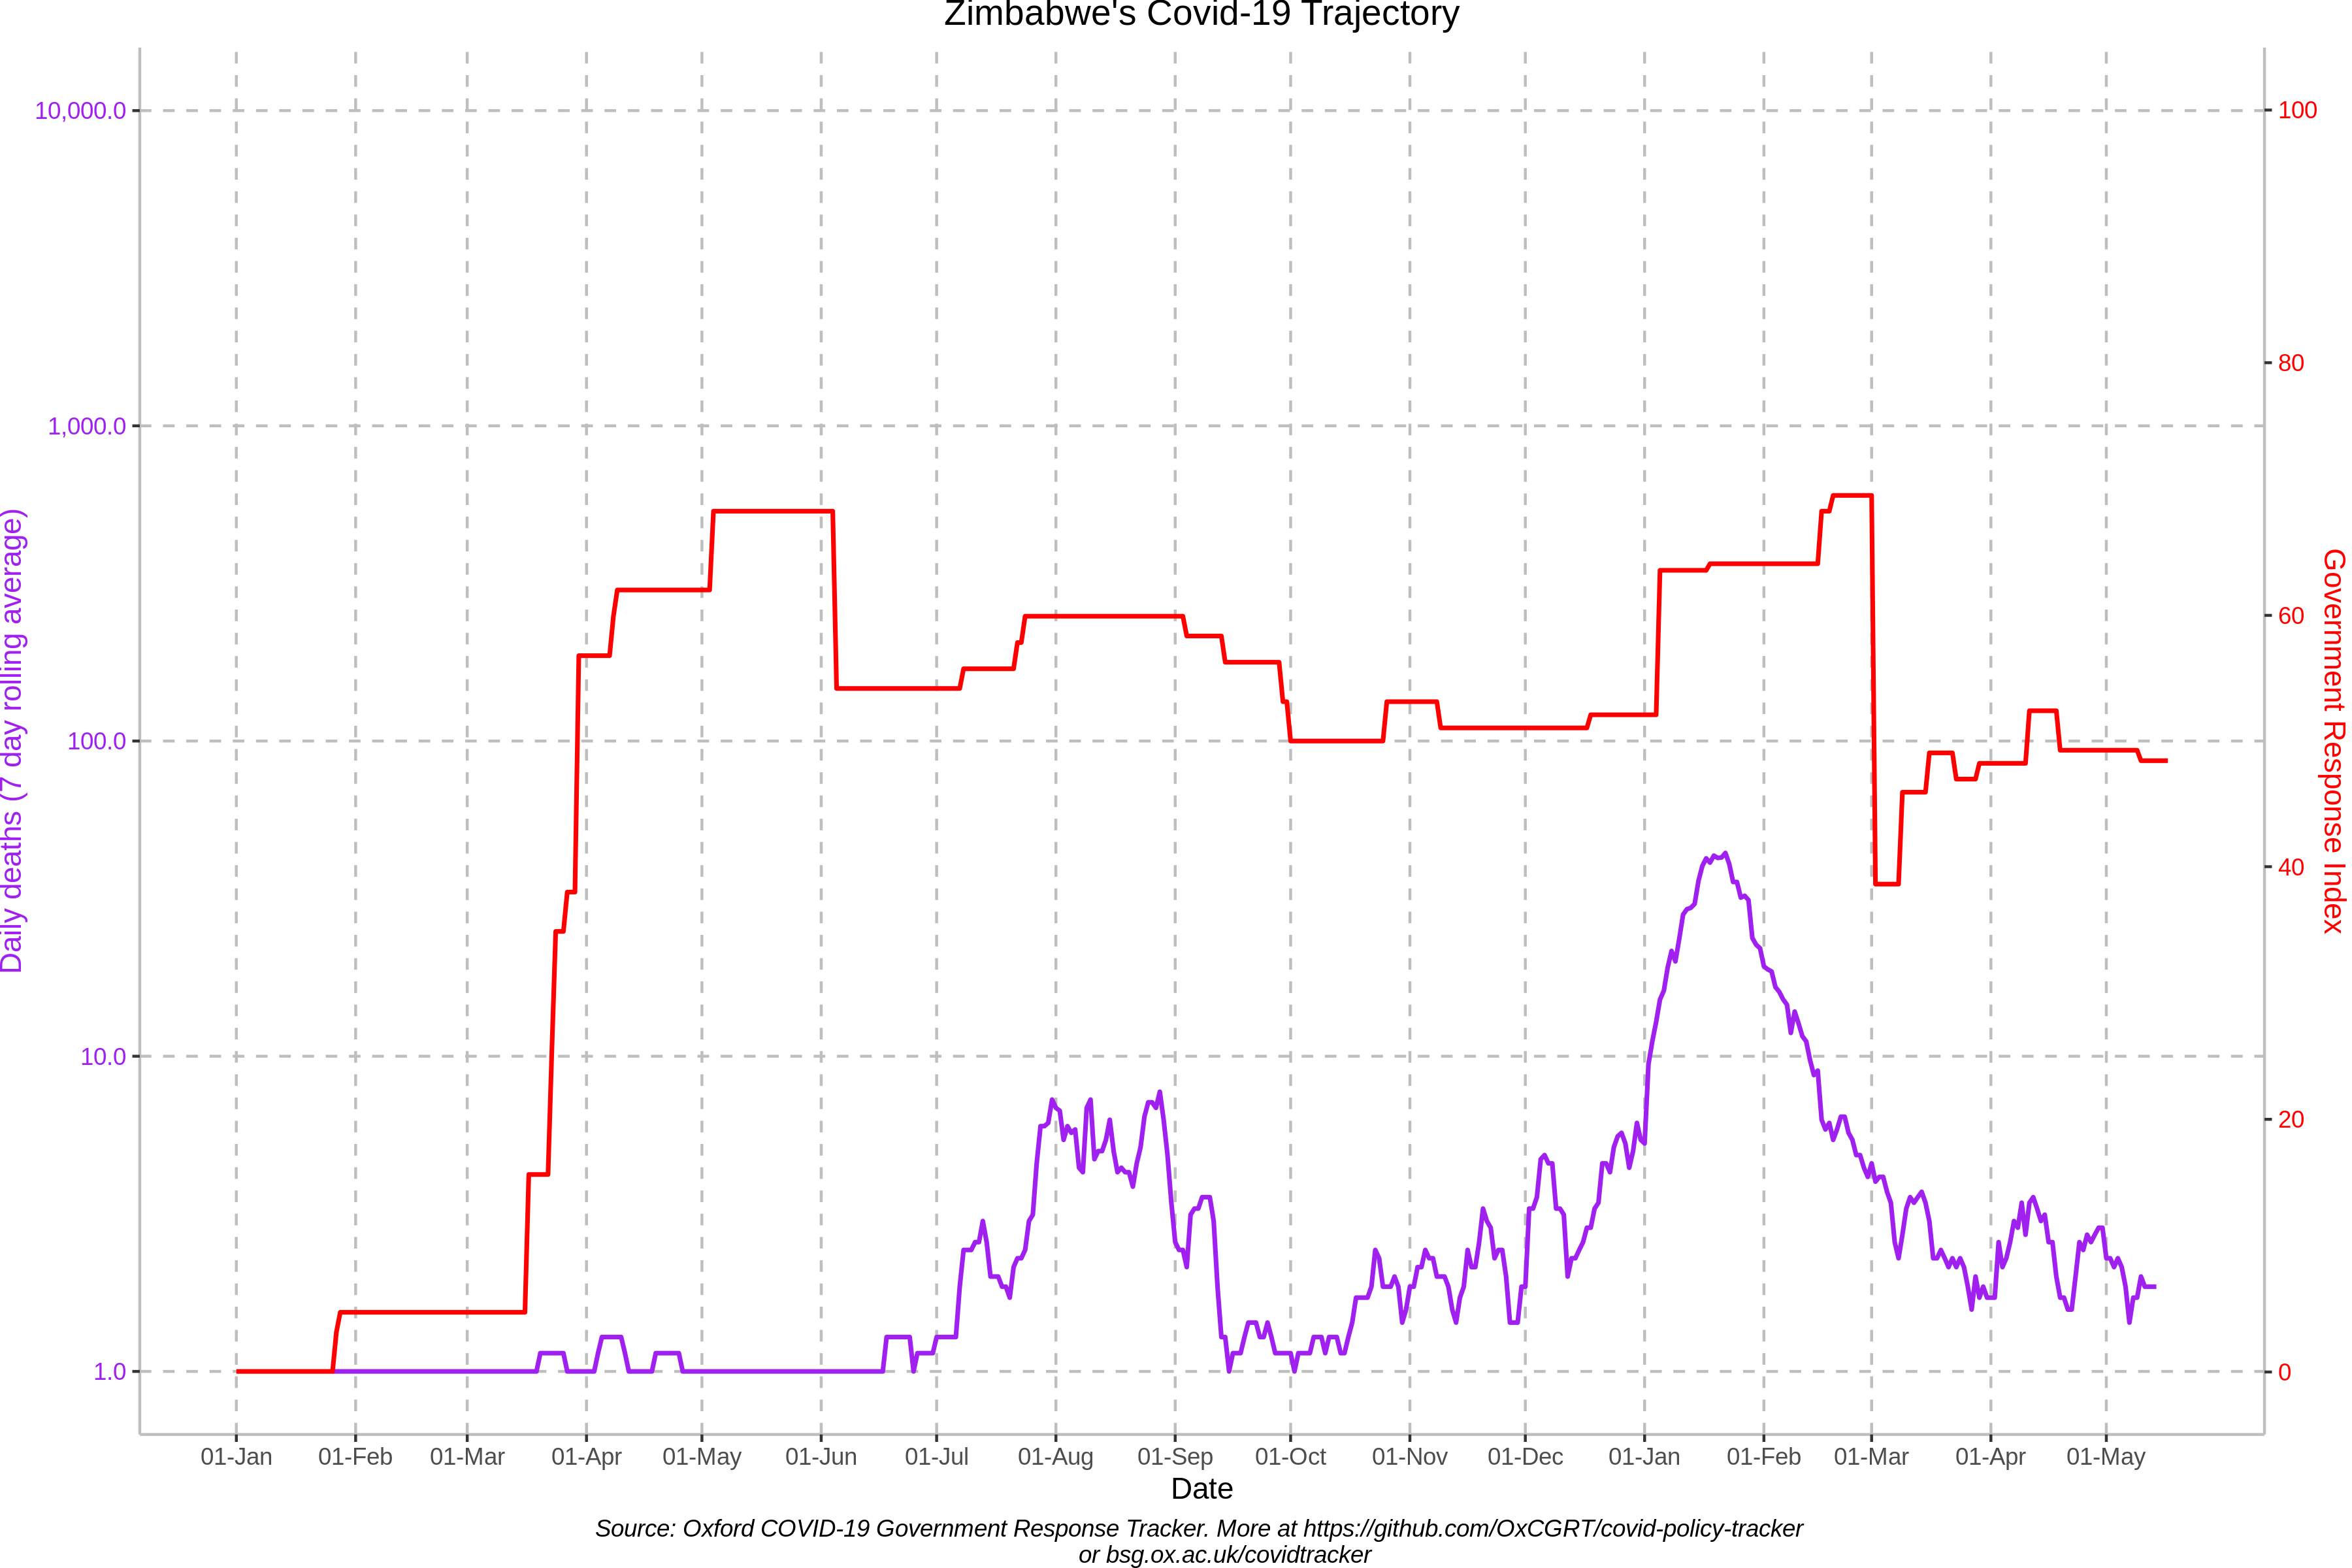 Zimbabwe's Covid-19 Trajectory
Daily deaths (7 day rolling average)
10,000.0
1,000.0
100.0
10.0
1.0
100
80
60
40
20
0
Government Response Index
01-Jan 01-Feb 01-Mar 01-Apr 01-May 01-Jun 01-Jul 01-Aug 01-Sep 01-Oct 01-Nov 01-Dec 01-Jan 01-Feb 01-Mar 01-Apr 01-May
Date
Source: Oxford COVID-19 Government Response Tracker. More at https://github.com/OxCGRT/covid-policy-tracker
or bsg.ox.ac.uk/covidtracker